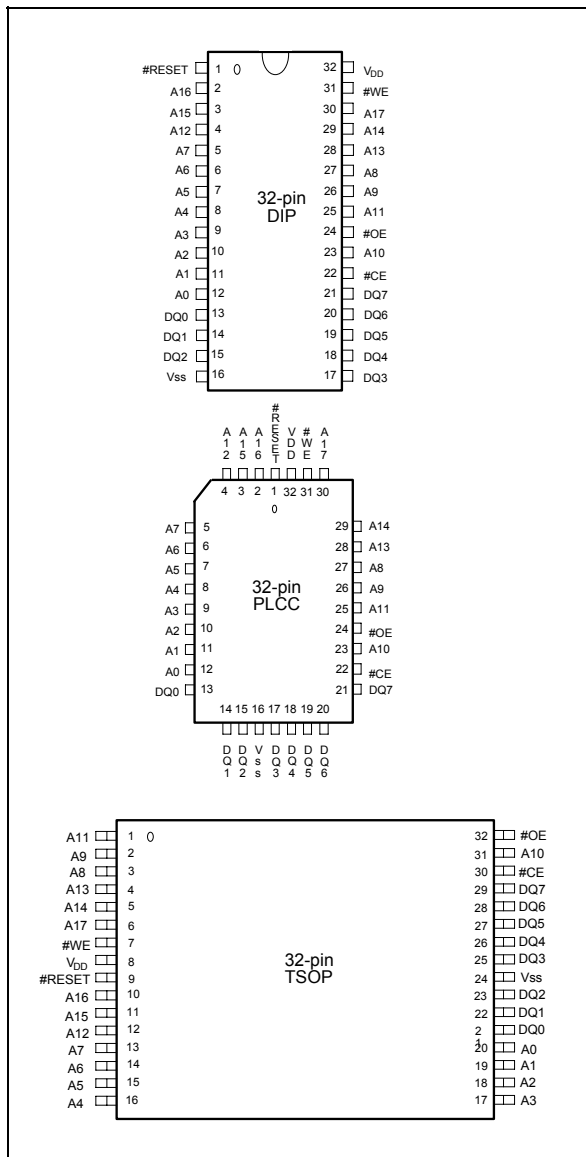 #RESET 1 32 VDD
A16 2 31 #WE
A15 3 30 A17
A12 4 29 A14
A7 5 28 A13
A6 6 27 A8
A5 7 26 A9
A4 8 25 A11
A3 9 24 #OE
A2 10 23 A10
A1 11 22 #CE
A0 12 21 DQ7
DQ0 13 20 DQ6
DQ1 14 19 DQ5
DQ2 15 18 DQ4
Vss 16 17 DQ3
32-pin
DIP
A12 A15 A16 #RESET VDD #WE A17
4 3 2 1 32 31 30
A7 5 29 A14
A6 6 28 A13
A5 7 27 A8
A4 8 26 A9
A3 9 25 A11
A2 10 24 #OE
A1 11 23 A10
A0 12 22 #CE
DQ0 13 21 DQ7
32-pin
PLCC
14 15 16 17 18 19 20
DQ1 DQ2 Vss DQ3 DQ4 DQ5 DQ6
A11 1 32 #OE
A9 2 31 A10
A8 3 30 #CE
A13 4 29 DQ7
A14 5 28 DQ6
A17 6 27 DQ5
#WE 7 26 DQ4
VDD 8 25 DQ3
#RESET 9 24 Vss
A16 10 23 DQ2
A15 11 22 DQ1
A12 12 21 DQ0
A7 13 20 A0
A6 14 19 A1
A5 15 18 A2
A4 16 17 A3
32-pin
TSOP